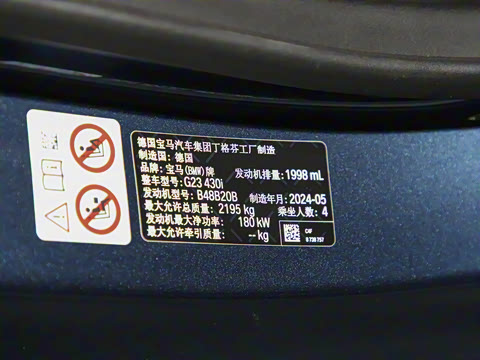 德国宝马汽车集团丁格芬工厂制造
制造国：德国
品牌：宝马(BMW)牌 发动机排量：1998 mL
整车型号：G23 430i
发动机型号：B48B20B 制造年月：2024-05
最大允许总质量：2195 kg 乘坐人数：4
发动机最大净功率：180 kW
最大允许牵引质量：-- kg